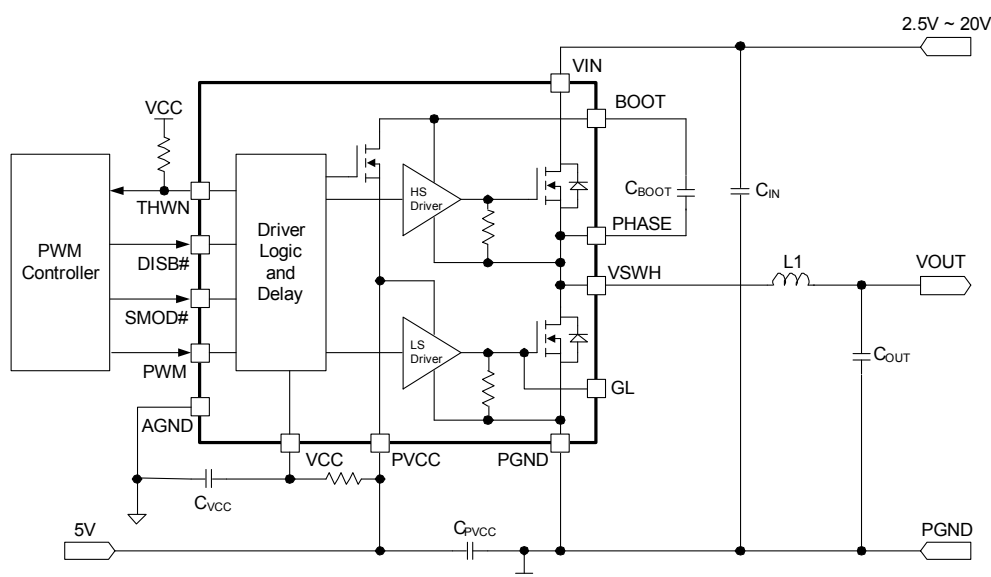 2.5V ~ 20V
VIN
BOOT
VCC
THWN
HS
Driver
CBOOT
CIN
PWM
Controller
Driver
Logic
and
Delay
PHASE
DISB#
VSWH
L1
VOUT
SMOD#
LS
Driver
PWM
COUT
GL
AGND
VCC
PVCC
PGND
CVCC
5V
CPVCC
PGND